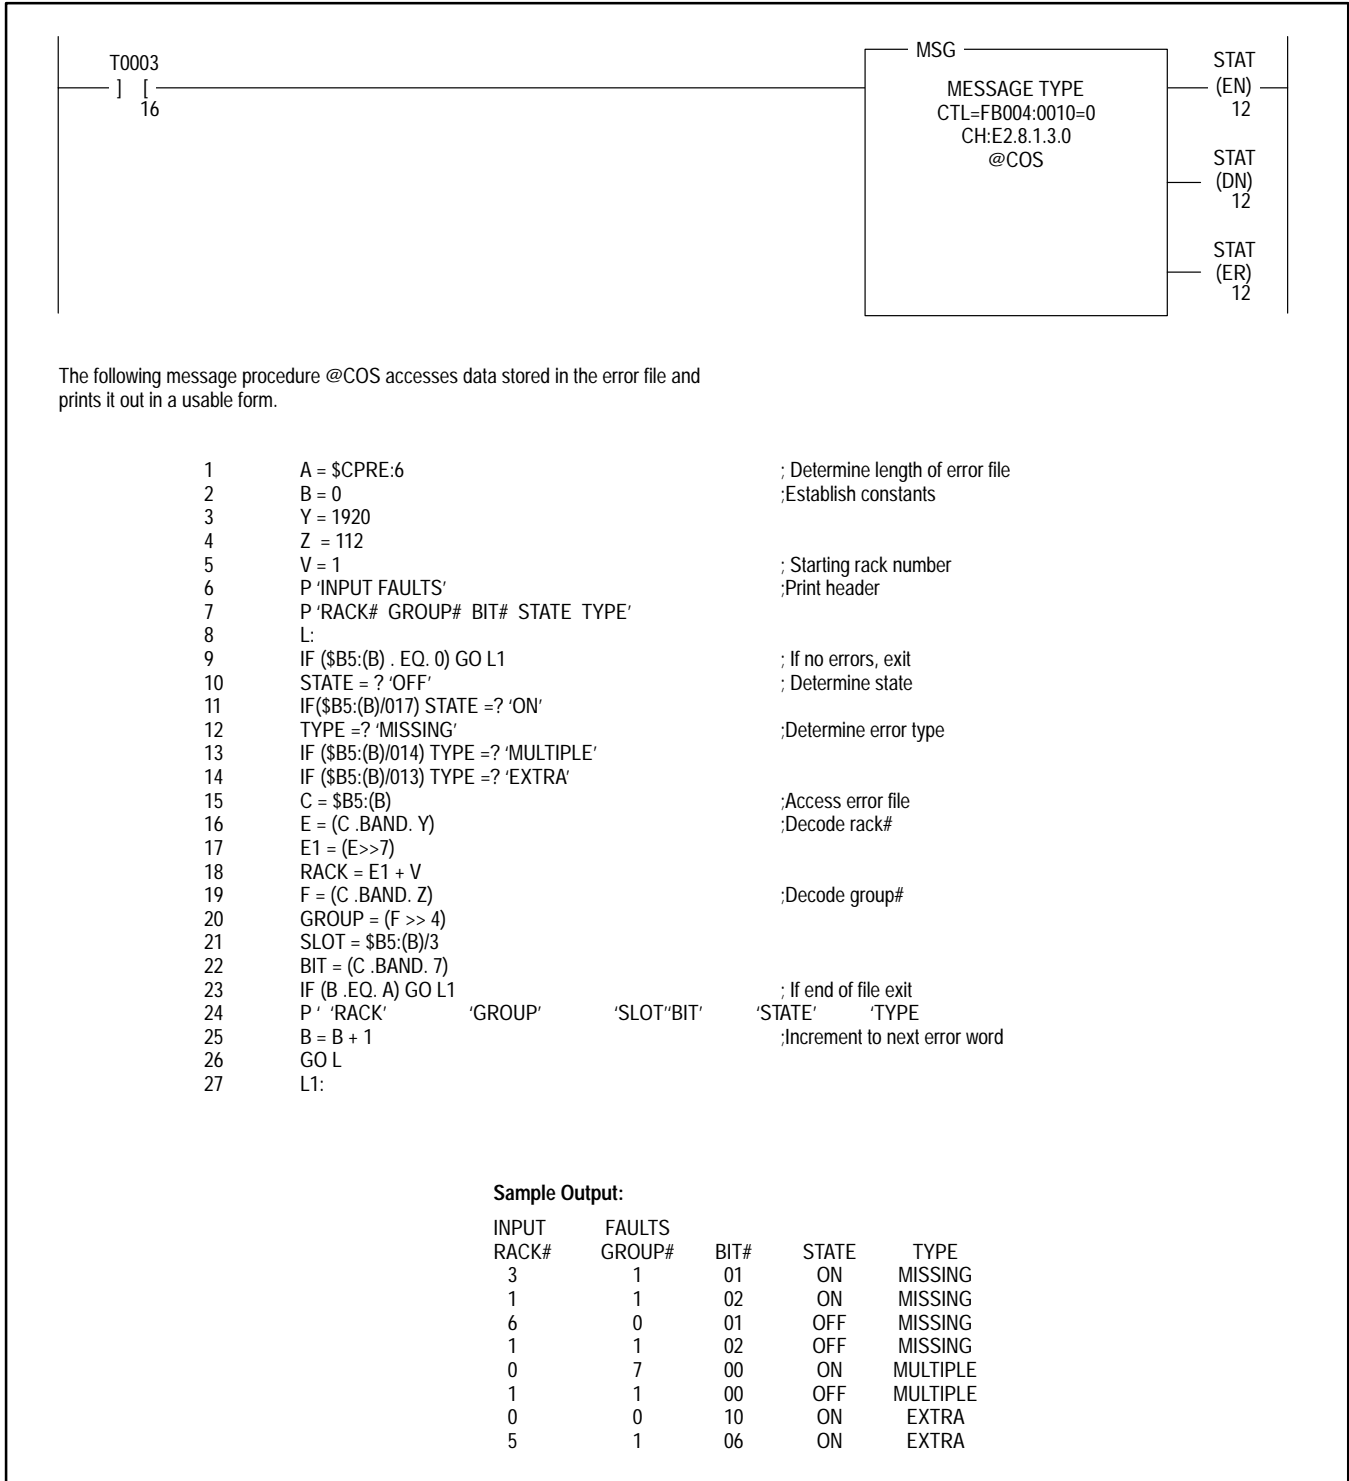 T0003
] [
16
MSG
MESSAGE TYPE
CTL=FB004:0010=0
CH:E2.8.1.3.0
@COS
STAT
(EN)
12
STAT
(DN)
12
STAT
(ER)
12
The following message procedure @COS accesses data stored in the error file and
prints it out in a usable form.
1 A = $CPRE:6 ; Determine length of error file
2 B = 0 ;Establish constants
3 Y = 1920
4 Z = 112
5 V = 1 ; Starting rack number
6 P ‘INPUT FAULTS’ ;Print header
7 P ‘RACK# GROUP# BIT# STATE TYPE’
8 L:
9 IF ($B5:(B) . EQ. 0) GO L1 ; If no errors, exit
10 STATE = ? ‘OFF’ ; Determine state
11 IF($B5:(B)/017) STATE =? ‘ON’
12 TYPE =? ‘MISSING’ ;Determine error type
13 IF ($B5:(B)/014) TYPE =? ‘MULTIPLE’
14 IF ($B5:(B)/013) TYPE =? ‘EXTRA’
15 C = $B5:(B) ;Access error file
16 E = (C .BAND. Y) ;Decode rack#
17 E1 = (E>>7)
18 RACK = E1 + V
19 F = (C .BAND. Z) ;Decode group#
20 GROUP = (F >> 4)
21 SLOT = $B5:(B)/3
22 BIT = (C .BAND. 7)
23 IF (B .EQ. A) GO L1 ; If end of file exit
24 P ‘ ‘RACK’ ‘GROUP’ ‘SLOT’‘BIT’ ‘STATE’ ‘TYPE
25 B = B + 1 ;Increment to next error word
26 GO L
27 L1:
Sample Output:
INPUT FAULTS
RACK# GROUP# BIT# STATE TYPE
3 1 01 ON MISSING
1 1 02 ON MISSING
6 0 01 OFF MISSING
1 1 02 OFF MISSING
0 7 00 ON MULTIPLE
1 1 00 OFF MULTIPLE
0 0 10 ON EXTRA
5 1 06 ON EXTRA